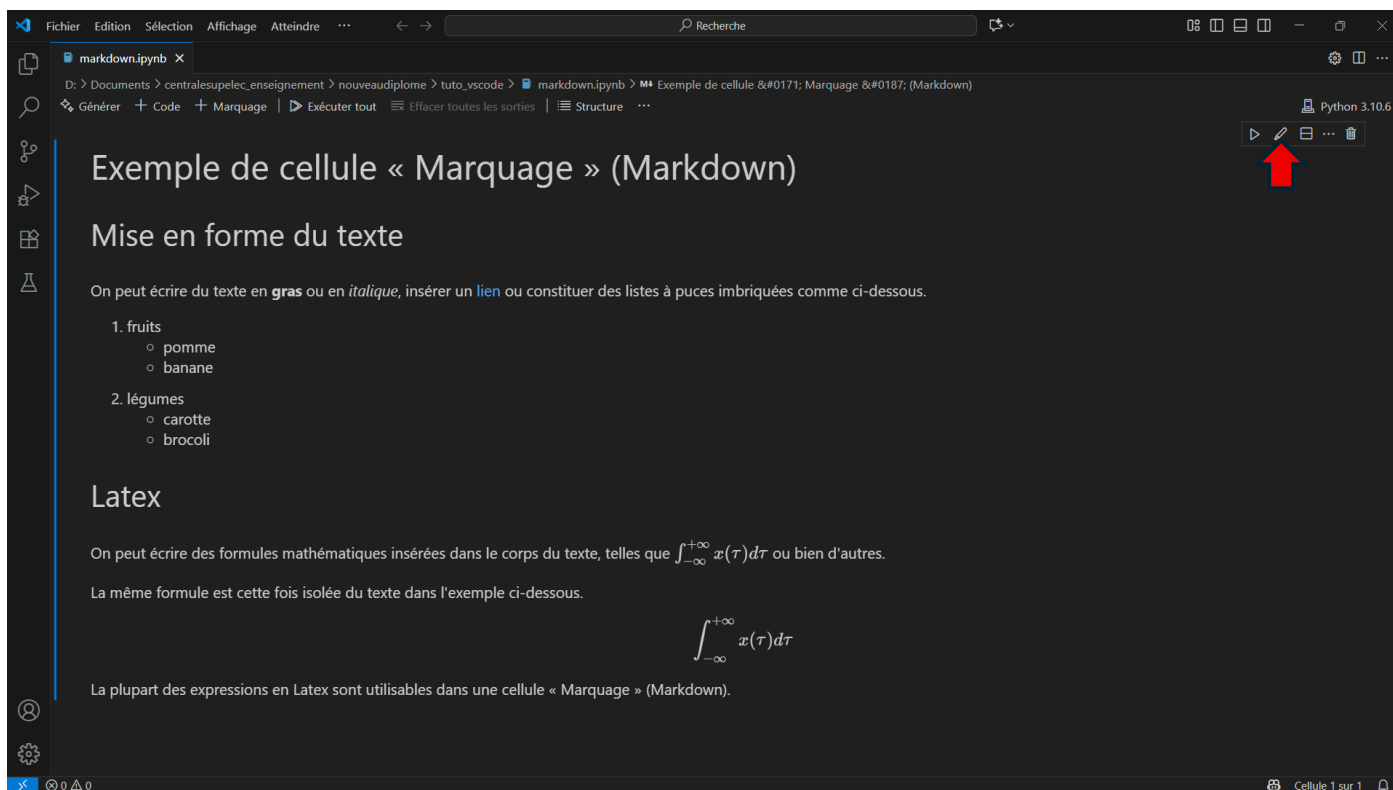 Fichier Edition Sélection Affichage Atteindre ··· Recherche
markdown.ipynb
D: > Documents > centralesupelec_enseignement > nouveaudiplome > tuto_vscode > markdown.ipynb > M↓ Exemple de cellule &#0171; Marquage &#0187; (Markdown)
Générer + Code + Marquage Exécuter tout Effacer toutes les sorties Structure ··· Python 3.10.6
Exemple de cellule « Marquage » (Markdown)
Mise en forme du texte
On peut écrire du texte en gras ou en italique, insérer un lien ou constituer des listes à puces imbriquées comme ci-dessous.
1. fruits
○ pomme
○ banane
2. légumes
○ carotte
○ brocoli
Latex
On peut écrire des formules mathématiques insérées dans le corps du texte, telles que ∫_{-∞}^{+∞} x(τ)dτ ou bien d'autres.
La même formule est cette fois isolée du texte dans l'exemple ci-dessous.
∫_{-∞}^{+∞} x(τ)dτ
La plupart des expressions en Latex sont utilisables dans une cellule « Marquage » (Markdown).
0 0 Cellule 1 sur 1